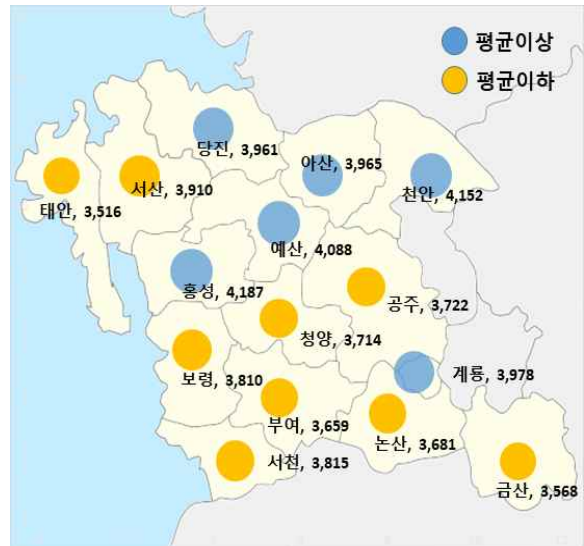 평균이상
평균이하
당진, 3,961
아산, 3,965
서산, 3,910
천안, 4,152
태안, 3,516
예산, 4,088
홍성, 4,187
공주, 3,722
청양, 3,714
보령, 3,810
계룡, 3,978
부여, 3,659
논산, 3,681
서천, 3,815
금산, 3,568